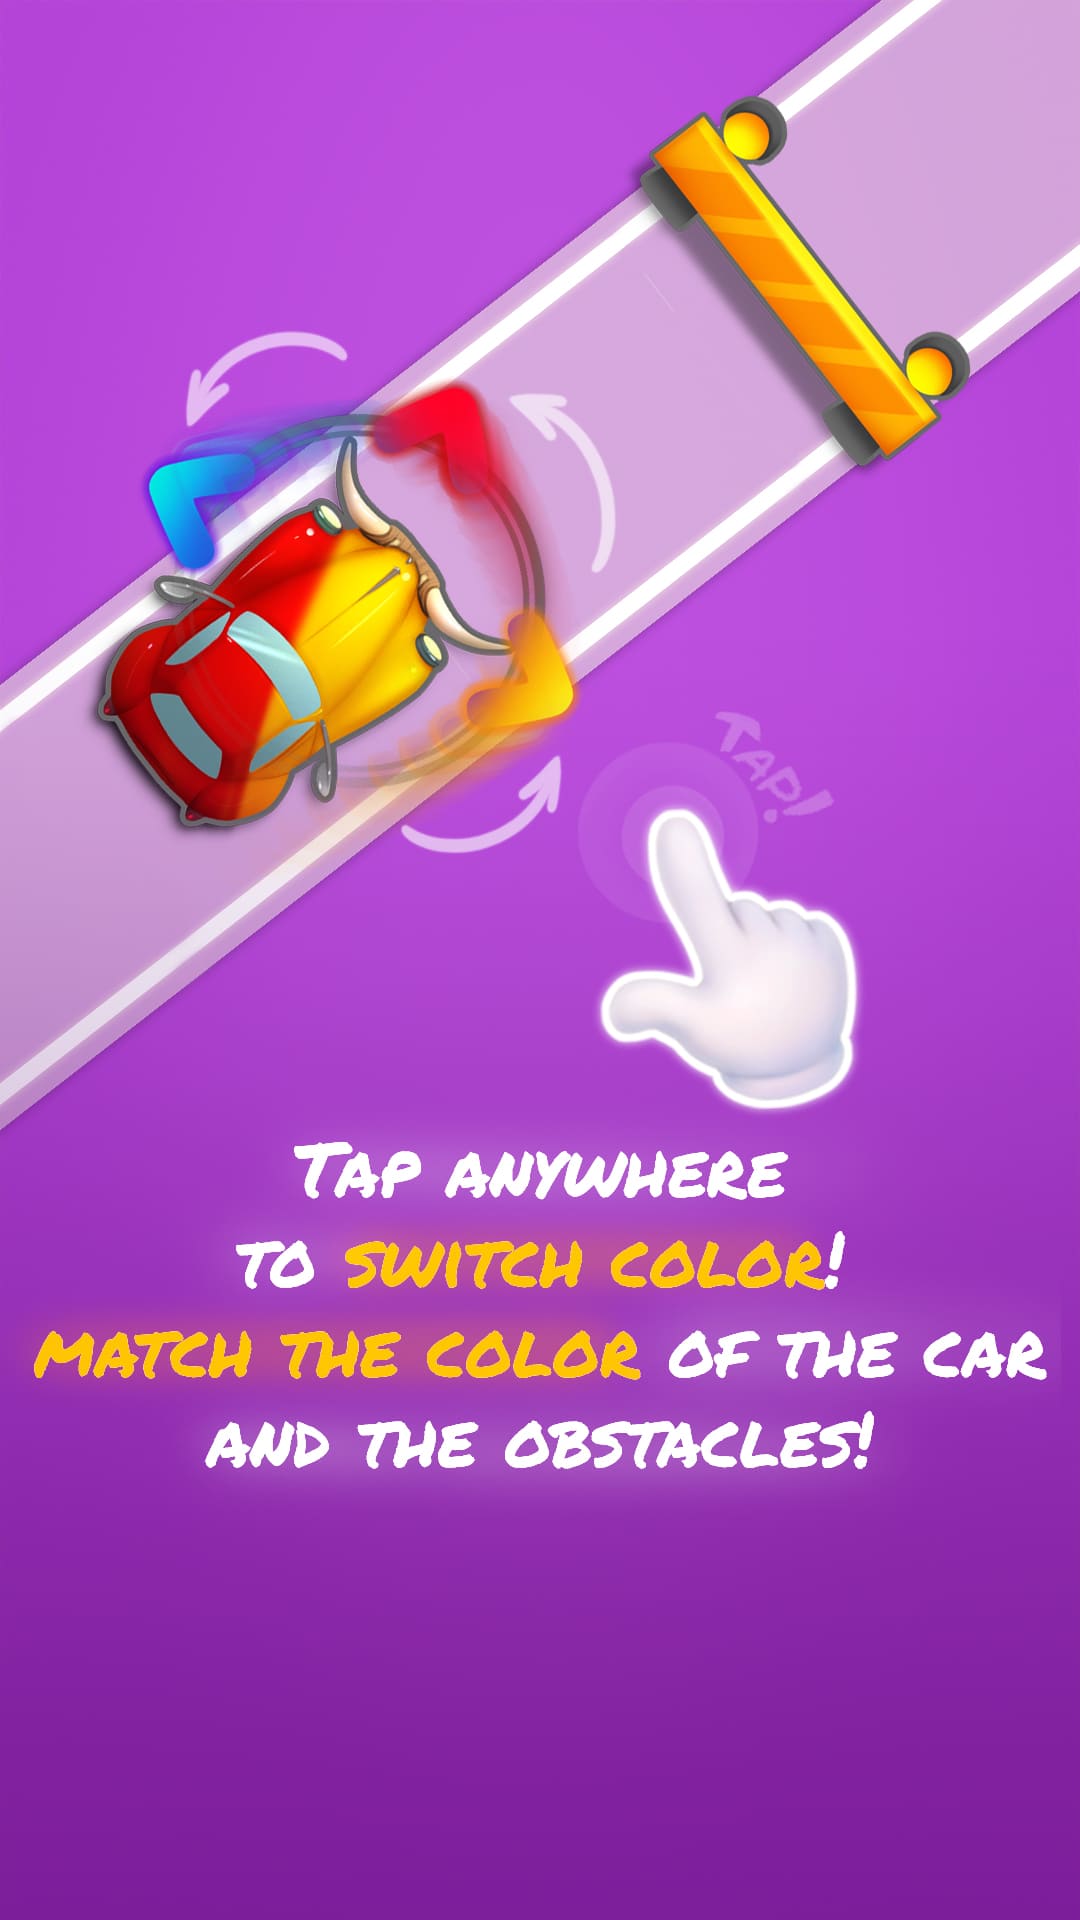 TAP!
TAP ANYWHERE
TO SWITCH COLOR!
MATCH THE COLOR OF THE CAR
AND THE OBSTACLES!